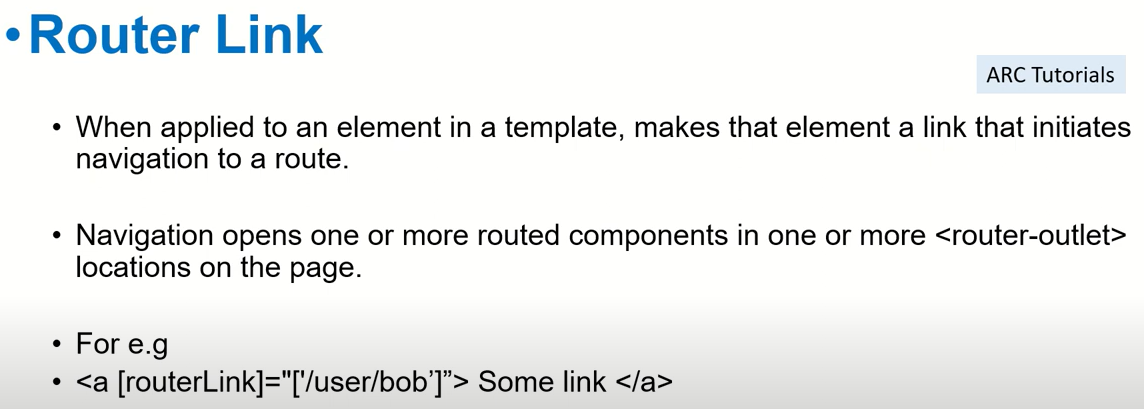 • Router Link
ARC Tutorials
• When applied to an element in a template, makes that element a link that initiates
navigation to a route.
• Navigation opens one or more routed components in one or more <router-outlet>
locations on the page.
• For e.g
• <a [routerLink]="['/user/bob’]”> Some link </a>